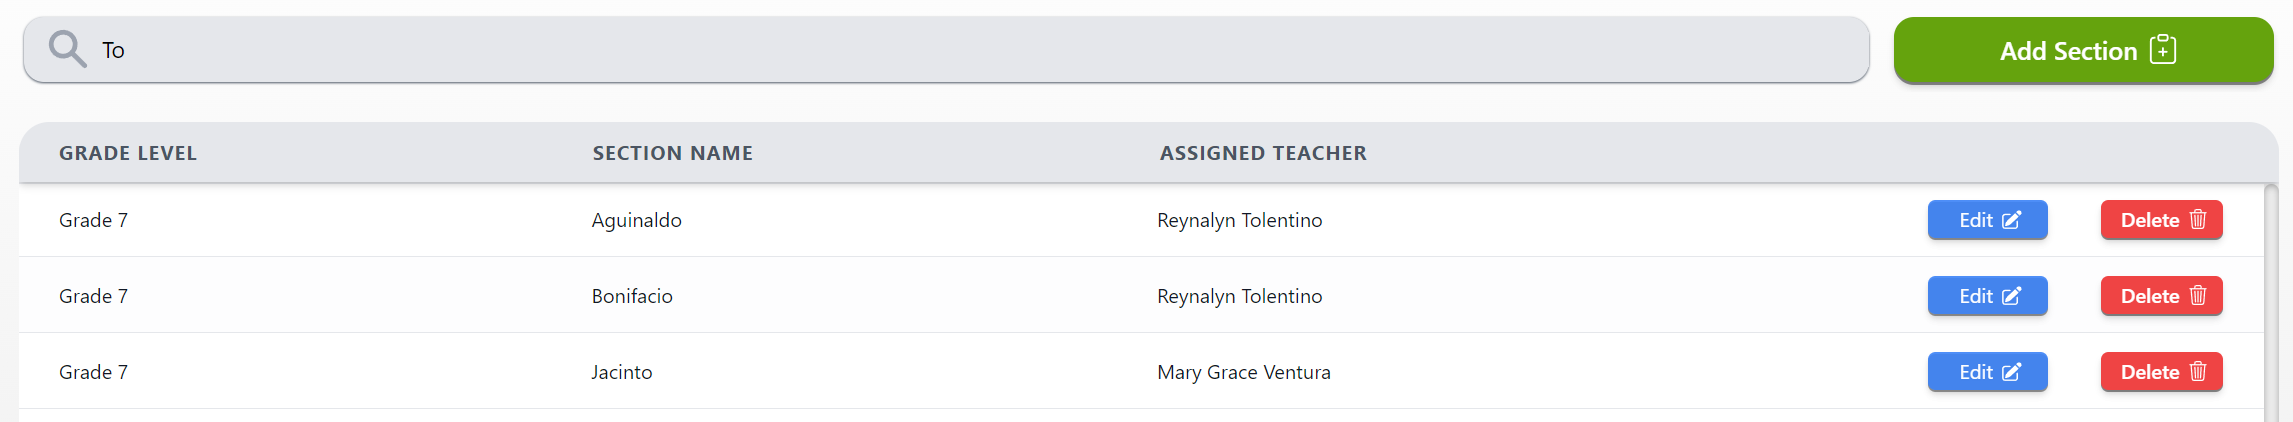 To
Add Section
GRADE LEVEL SECTION NAME ASSIGNED TEACHER
Grade 7 Aguinaldo Reynalyn Tolentino Edit Delete
Grade 7 Bonifacio Reynalyn Tolentino Edit Delete
Grade 7 Jacinto Mary Grace Ventura Edit Delete